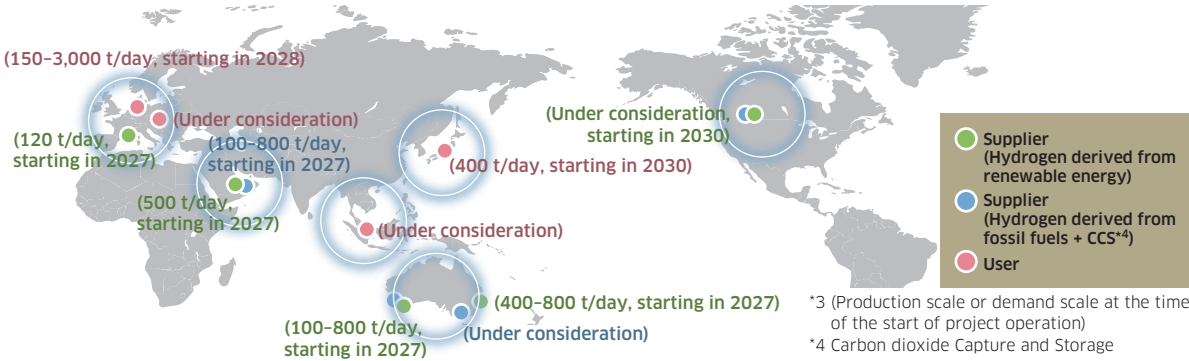 (150–3,000 t/day, starting in 2028)
(Under consideration)
(120 t/day,
starting in 2027)
(100–800 t/day,
starting in 2027)
(500 t/day,
starting in 2027)
(400 t/day, starting in 2030)
(Under consideration)
(Under consideration,
starting in 2030)
(400–800 t/day, starting in 2027)
(Under consideration)
(100–800 t/day,
starting in 2027)
Supplier
(Hydrogen derived from
renewable energy)
Supplier
(Hydrogen derived from
fossil fuels + CCS*4)
User
*3 (Production scale or demand scale at the time
of the start of project operation)
*4 Carbon dioxide Capture and Storage